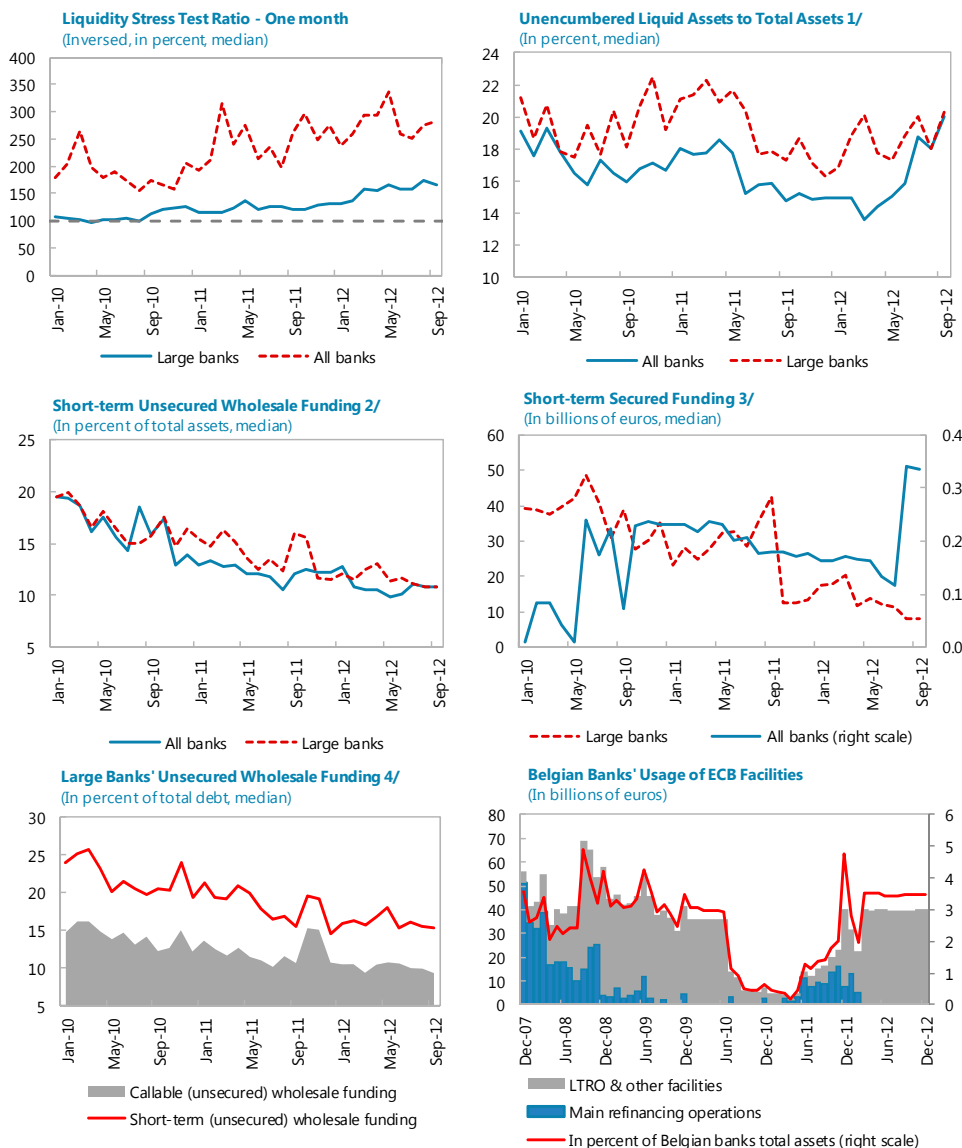 Liquidity Stress Test Ratio - One month
(Inversed, in percent, median)
400
350
300
250
200
150
100
50
0
Jan-10
May-10
Sep-10
Jan-11
May-11
Sep-11
Jan-12
May-12
Sep-12
Large banks
All banks
Unencumbered Liquid Assets to Total Assets 1/
(In percent, median)
24
22
20
18
16
14
12
10
Jan-10
May-10
Sep-10
Jan-11
May-11
Sep-11
Jan-12
May-12
Sep-12
All banks
Large banks
Short-term Unsecured Wholesale Funding 2/
(In percent of total assets, median)
25
20
15
10
5
Jan-10
May-10
Sep-10
Jan-11
May-11
Sep-11
Jan-12
May-12
Sep-12
All banks
Large banks
Short-term Secured Funding 3/
(In billions of euros, median)
60
50
40
30
20
10
0
0.4
0.3
0.2
0.1
0.0
Jan-10
May-10
Sep-10
Jan-11
May-11
Sep-11
Jan-12
May-12
Sep-12
Large banks
All banks (right scale)
Large Banks' Unsecured Wholesale Funding 4/
(In percent of total debt, median)
30
25
20
15
10
5
Jan-10
May-10
Sep-10
Jan-11
May-11
Sep-11
Jan-12
May-12
Sep-12
Callable (unsecured) wholesale funding
Short-term (unsecured) wholesale funding
Belgian Banks' Usage of ECB Facilities
(In billions of euros)
80
70
60
50
40
30
20
10
0
6
5
4
3
2
1
0
Dec-07
Jun-08
Dec-08
Jun-09
Dec-09
Jun-10
Dec-10
Jun-11
Dec-11
Jun-12
Dec-12
LTRO & other facilities
Main refinancing operations
In percent of Belgian banks total assets (right scale)